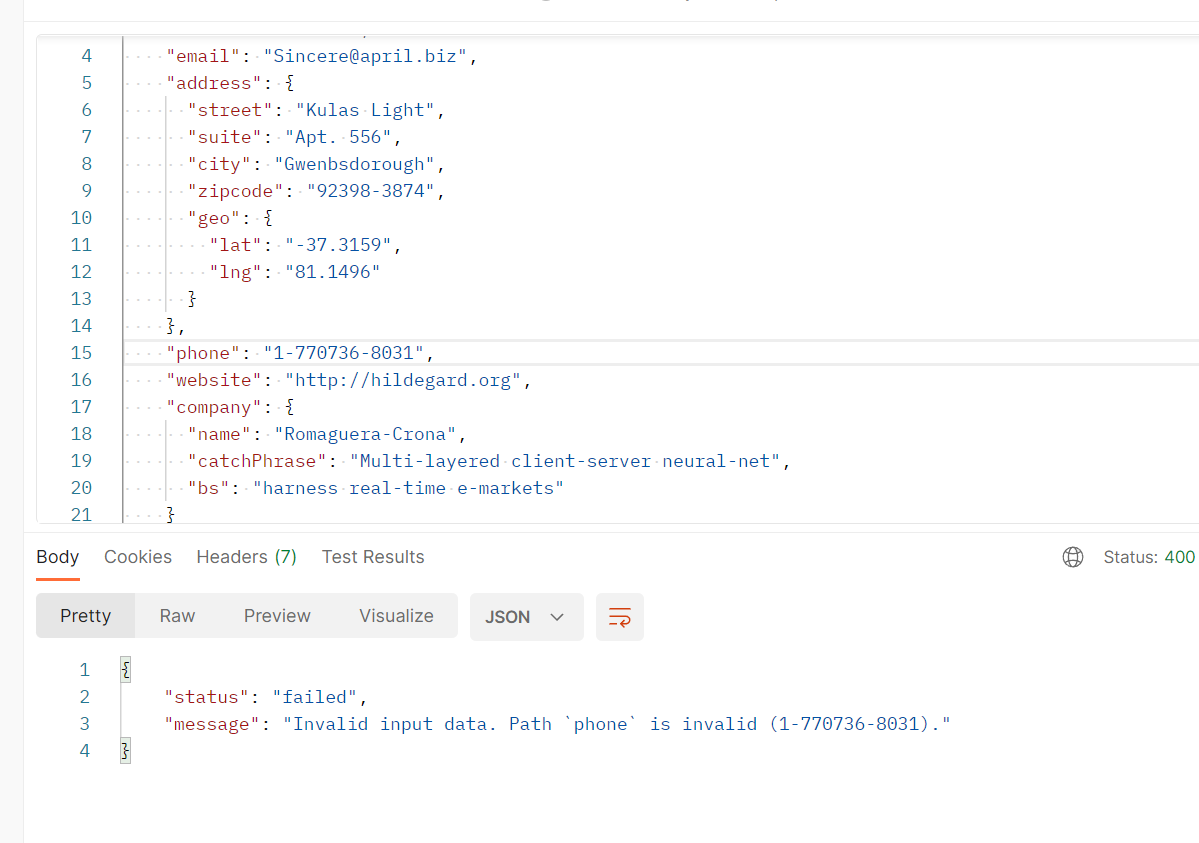 4 "email": "Sincere@april.biz",
5 "address": {
6 "street": "Kulas Light",
7 "suite": "Apt. 556",
8 "city": "Gwenbsdorough",
9 "zipcode": "92398-3874",
10 "geo": {
11 "lat": "-37.3159",
12 "lng": "81.1496"
13 }
14 },
15 "phone": "1-770736-8031",
16 "website": "http://hildegard.org",
17 "company": {
18 "name": "Romaguera-Crona",
19 "catchPhrase": "Multi-layered client-server neural-net",
20 "bs": "harness real-time e-markets"
21 }
Body Cookies Headers (7) Test Results Status: 400
Pretty Raw Preview Visualize JSON
1 {
2 "status": "failed",
3 "message": "Invalid input data. Path `phone` is invalid (1-770736-8031)."
4 }